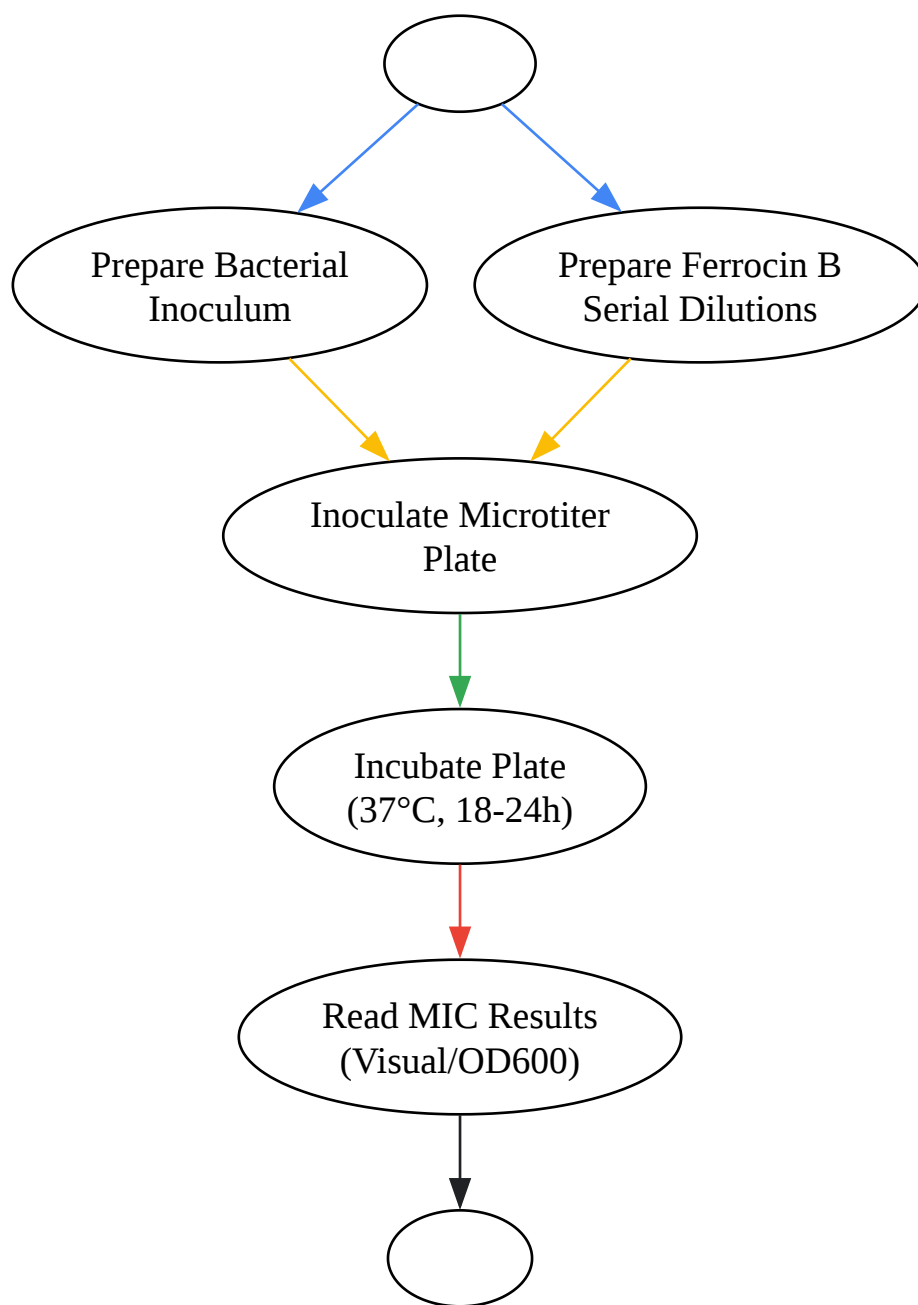 Prepare Bacterial
Inoculum
Prepare Ferrocin B
Serial Dilutions
Inoculate Microtiter
Plate
Incubate Plate
(37°C, 18-24h)
Read MIC Results
(Visual/OD600)